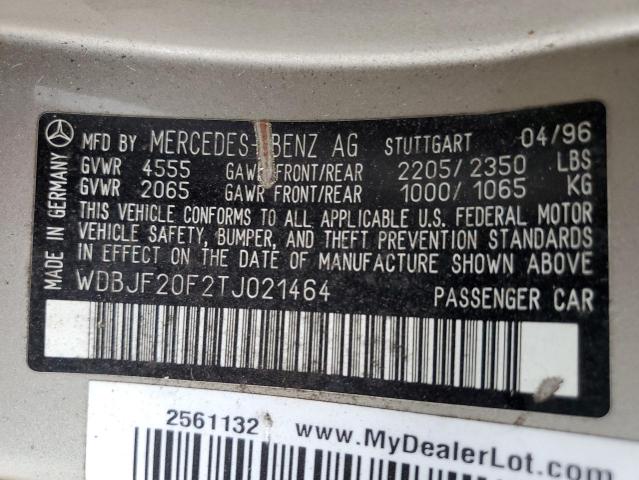 MADE IN GERMANY
MFD BY MERCEDES-BENZ AG STUTTGART 04/96
GVWR 4555 GAWR FRONT/REAR 2205/2350 LBS
GVWR 2065 GAWR FRONT/REAR 1000/1065 KG
THIS VEHICLE CONFORMS TO ALL APPLICABLE U.S. FEDERAL MOTOR
VEHICLE SAFETY, BUMPER, AND THEFT PREVENTION STANDARDS
IN EFFECT ON THE DATE OF MANUFACTURE SHOWN ABOVE
WDBJF20F2TJ021464 PASSENGER CAR
2561132 www.MyDealerLot.com